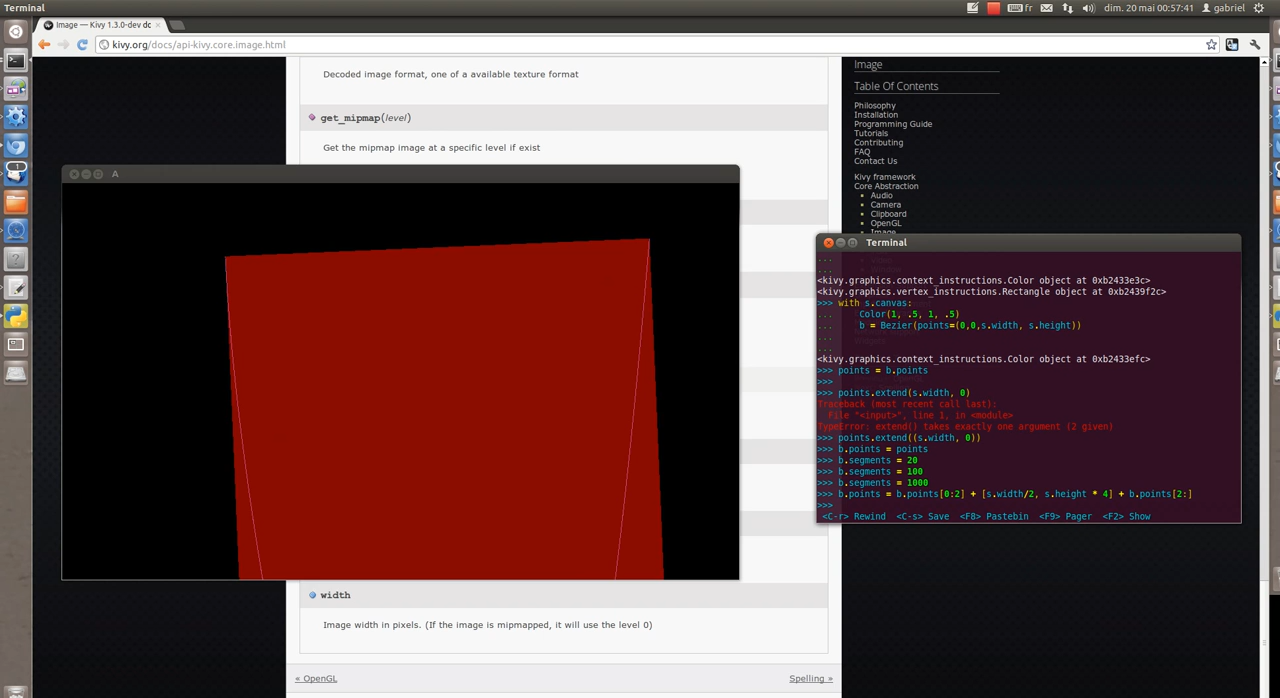 Terminal
fr
dim. 20 mai 00:57:41
gabriel
Image — Kivy 1.3.0-dev dc
kivy.org/docs/api-kivy.core.image.html
Decoded image format, one of a available texture format
get_mipmap(level)
Get the mipmap image at a specific level if exist
A
width
Image width in pixels. (If the image is mipmapped, it will use the level 0)
« OpenGL
Spelling »
Image
Table Of Contents
Philosophy
Installation
Programming Guide
Tutorials
Contributing
FAQ
Contact Us
Kivy framework
Core Abstraction
Audio
Camera
Clipboard
OpenGL
Image
Terminal
...
...
<kivy.graphics.context_instructions.Color object at 0xb2433e3c>
<kivy.graphics.vertex_instructions.Rectangle object at 0xb2439f2c>
>>> with s.canvas:
...     Color(1, .5, 1, .5)
...     b = Bezier(points=(0,0,s.width, s.height))
...
...
<kivy.graphics.context_instructions.Color object at 0xb2433efc>
>>> points = b.points
>>>
>>> points.extend(s.width, 0)
Traceback (most recent call last):
  File "<input>", line 1, in <module>
TypeError: extend() takes exactly one argument (2 given)
>>> points.extend((s.width, 0))
>>> b.points = points
>>> b.segments = 20
>>> b.segments = 100
>>> b.segments = 1000
>>> b.points = b.points[0:2] + [s.width/2, s.height * 4] + b.points[2:]
>>>
<C-r> Rewind  <C-s> Save  <F8> Pastebin  <F9> Pager  <F2> Show
1